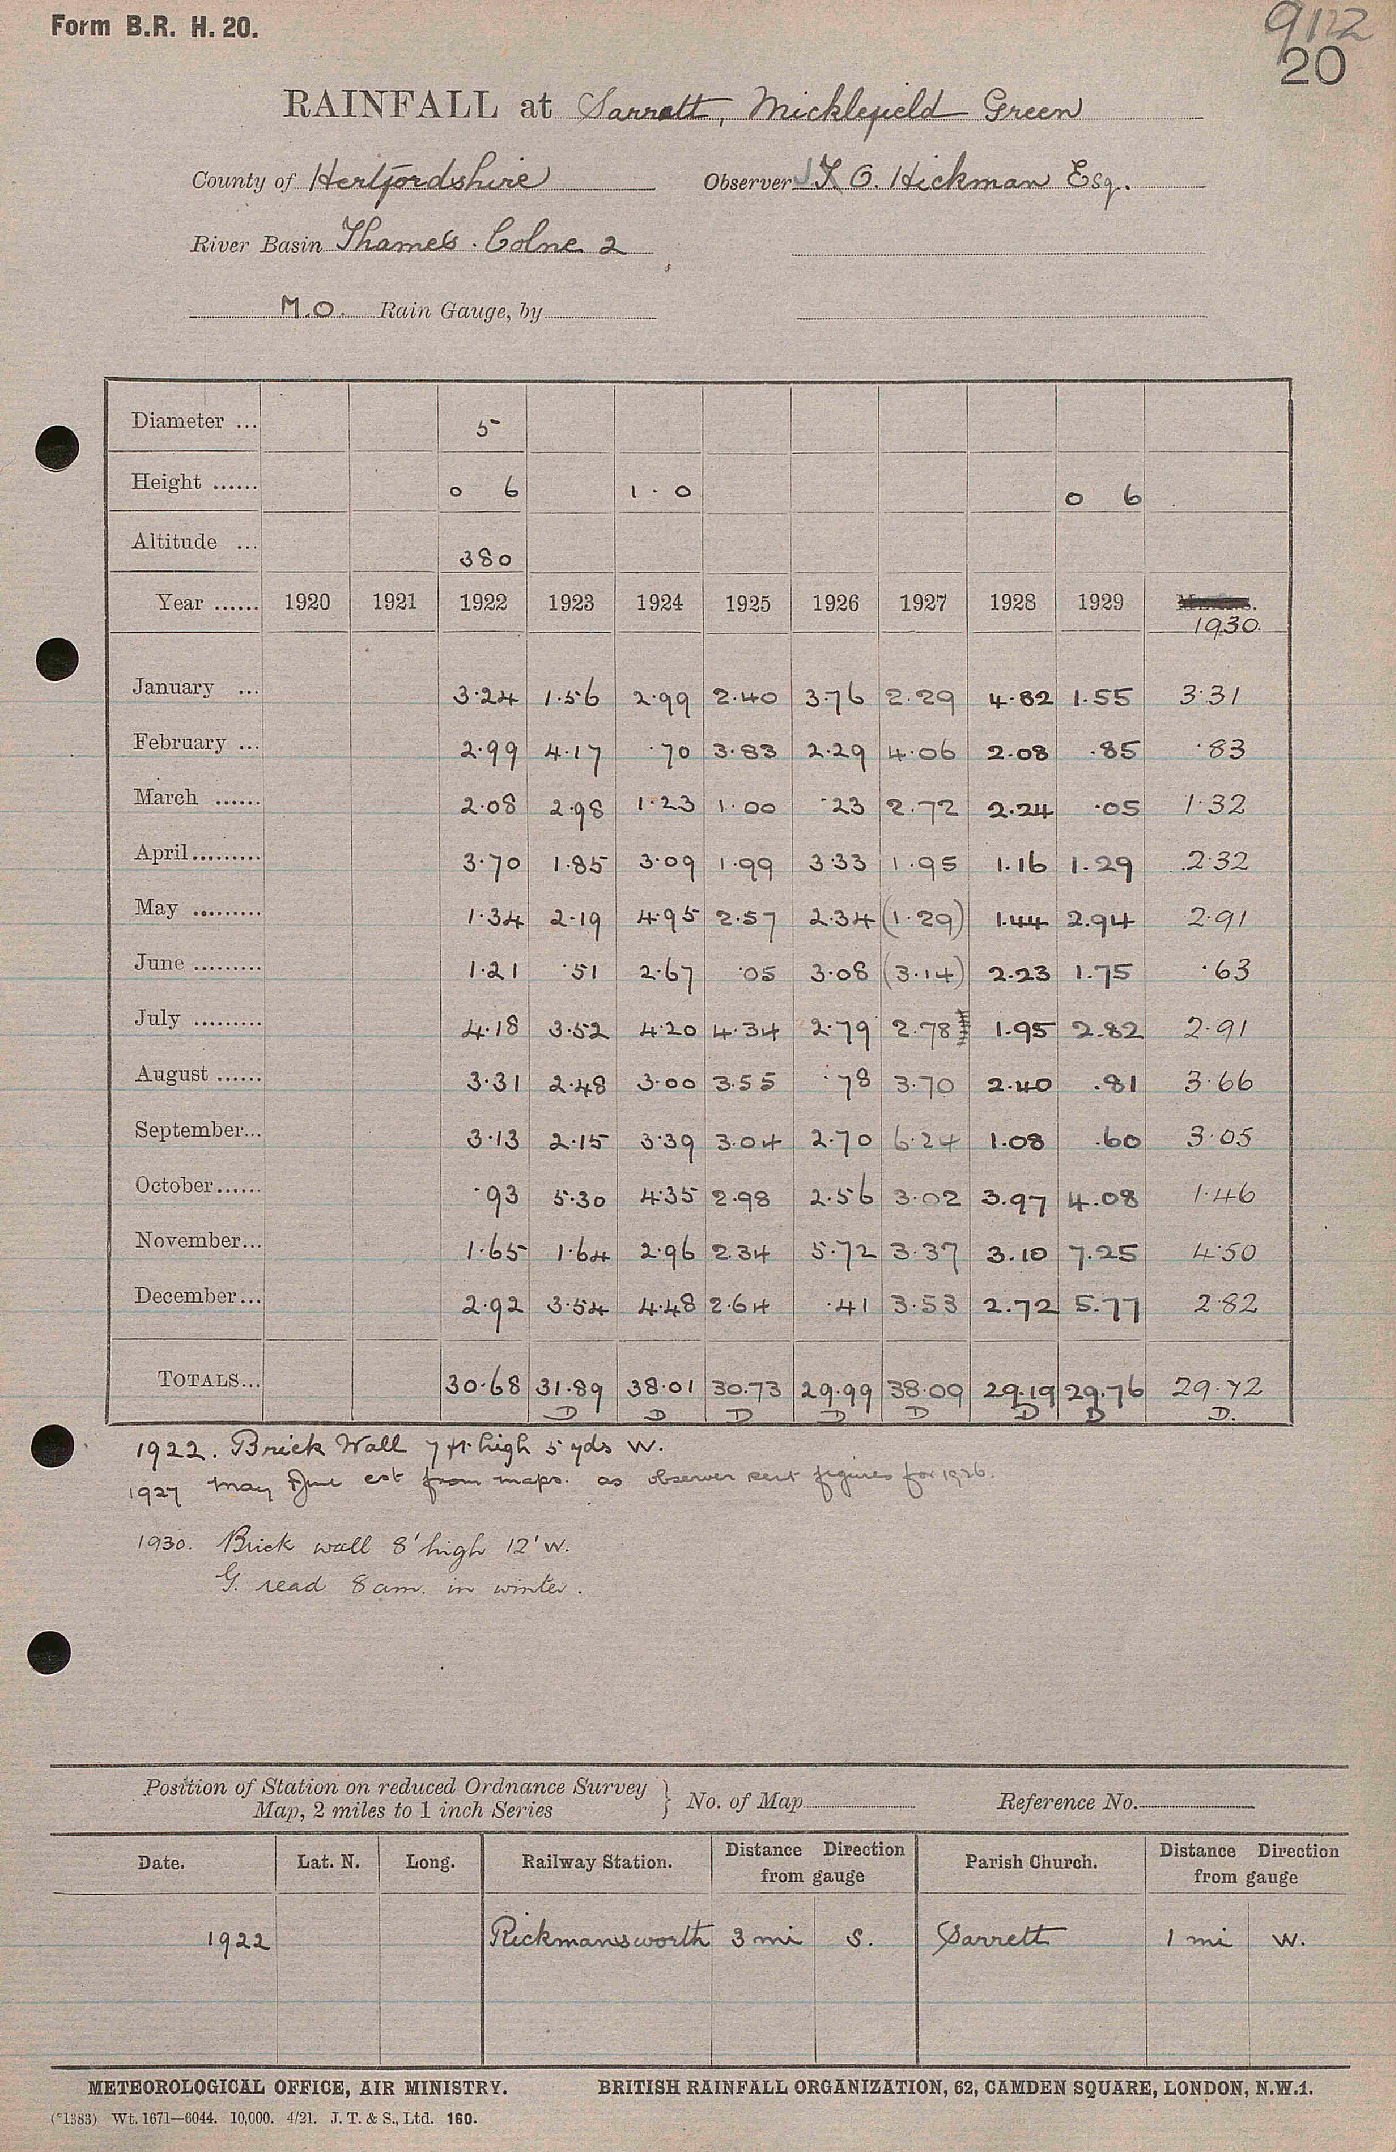 Form B.R. H. 20.
9122
20
RAINFALL at Sarratt, Micklefield Green
County of Hertfordshire Observer O. Hickman Esq.
River Basin Thames. Colne 2
M.O. Rain Gauge, by
Diameter ... 5
Height ...... 0 6 1 . 0 0 6
Altitude ... 380
Year ...... 1920 1921 1922 1923 1924 1925 1926 1927 1928 1929 1930.
January ... 3.24 1.56 2.99 2.40 3.76 2.29 4.82 1.55 3.31
February ... 2.99 4.17 .70 3.83 2.29 4.06 2.08 .85 .83
March ...... 2.08 2.98 1.23 1.00 .23 2.72 2.24 .05 1.32
April......... 3.70 1.85 3.09 1.99 3.33 1.95 1.16 1.29 2.32
May ......... 1.34 2.19 4.95 2.57 2.34 (1.29) 1.44 2.94 2.91
June ......... 1.21 .51 2.67 .05 3.08 (3.14) 2.23 1.75 .63
July ......... 4.18 3.52 4.20 4.34 2.79 2.78 1.95 2.82 2.91
August ...... 3.31 2.48 3.00 3.55 .78 3.70 2.40 .81 3.66
September... 3.13 2.15 3.39 3.04 2.70 6.24 1.08 .60 3.05
October...... .93 5.30 4.35 2.98 2.56 3.02 3.97 4.08 1.46
November... 1.65 1.64 2.96 2.34 5.72 3.37 3.10 7.25 4.50
December... 2.92 3.54 4.48 2.64 .41 3.53 2.72 5.77 2.82
TOTALS... 30.68 31.89 38.01 30.73 29.99 38.09 29.19 29.76 29.72
D D D D D D D D.
1922. Brick Wall 7 ft. high 5 yds W.
1927 May June est from maps. as observer sent figures for 1926.
1930. Brick wall 8' high 12' W.
G. read 8 am. in winter.
Position of Station on reduced Ordnance Survey
Map, 2 miles to 1 inch Series } No. of Map Reference No.
Date. Lat. N. Long. Railway Station. Distance Direction from gauge Parish Church. Distance Direction from gauge
1922 Rickmansworth 3 mi S. Sarrett 1 mi W.
METEOROLOGICAL OFFICE, AIR MINISTRY. BRITISH RAINFALL ORGANIZATION, 62, CAMDEN SQUARE, LONDON, N.W.1.
(*1383) Wt. 1671—6044. 10,000. 4/21. J. T. & S., Ltd. 160.